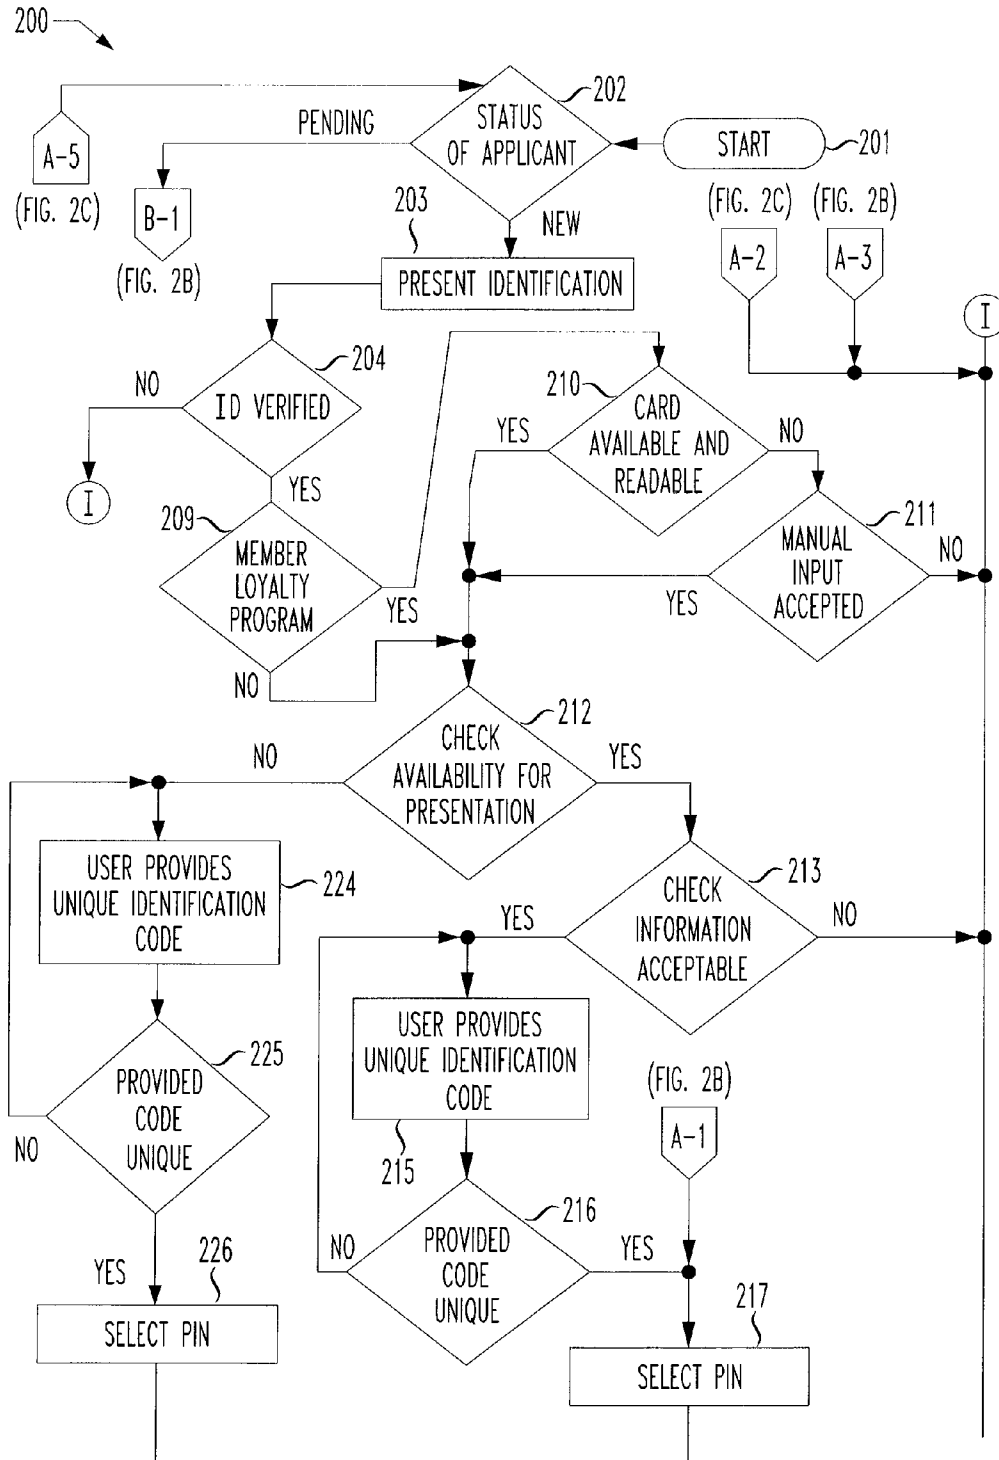 200
202
STATUS
OF APPLICANT
PENDING
START
201
A-5
(FIG. 2C)
B-1
(FIG. 2B)
203
NEW
(FIG. 2C)
(FIG. 2B)
A-2
A-3
PRESENT IDENTIFICATION
I
204
NO
ID VERIFIED
YES
I
210
CARD
AVAILABLE AND
READABLE
YES
NO
209
MEMBER
LOYALTY
PROGRAM
YES
NO
211
MANUAL
INPUT
ACCEPTED
NO
YES
212
CHECK
AVAILABILITY FOR
PRESENTATION
NO
YES
USER PROVIDES
UNIQUE IDENTIFICATION
CODE
224
213
CHECK
INFORMATION
ACCEPTABLE
YES
NO
USER PROVIDES
UNIQUE IDENTIFICATION
CODE
215
225
PROVIDED
CODE
UNIQUE
NO
YES
(FIG. 2B)
A-1
216
PROVIDED
CODE
UNIQUE
NO
YES
226
SELECT PIN
217
SELECT PIN